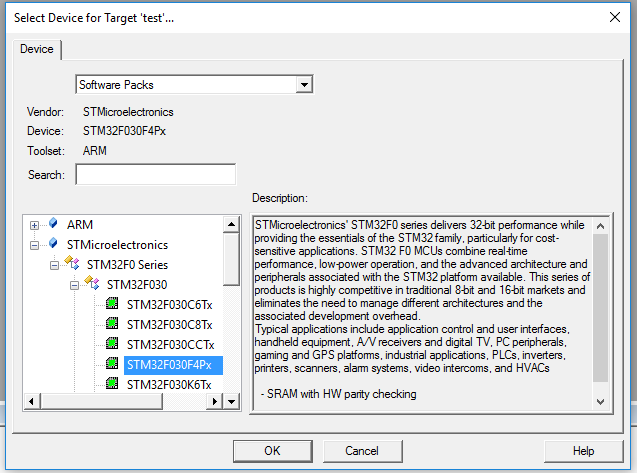 Select Device for Target 'test'...
Device
Software Packs
Vendor: STMicroelectronics
Device: STM32F030F4Px
Toolset: ARM
Search:
Description:
ARM
STMicroelectronics
STM32F0 Series
STM32F030
STM32F030C6Tx
STM32F030C8Tx
STM32F030CCTx
STM32F030F4Px
STM32F030K6Tx
STMicroelectronics' STM32F0 series delivers 32-bit performance while
providing the essentials of the STM32 family, particularly for cost-
sensitive applications. STM32 F0 MCUs combine real-time
performance, low-power operation, and the advanced architecture and
peripherals associated with the STM32 platform available. This series of
products is highly competitive in traditional 8-bit and 16-bit markets and
eliminates the need to manage different architectures and the
associated development overhead.
Typical applications include application control and user interfaces,
handheld equipment, A/V receivers and digital TV, PC peripherals,
gaming and GPS platforms, industrial applications, PLCs, inverters,
printers, scanners, alarm systems, video intercoms, and HVACs
- SRAM with HW parity checking
OK
Cancel
Help